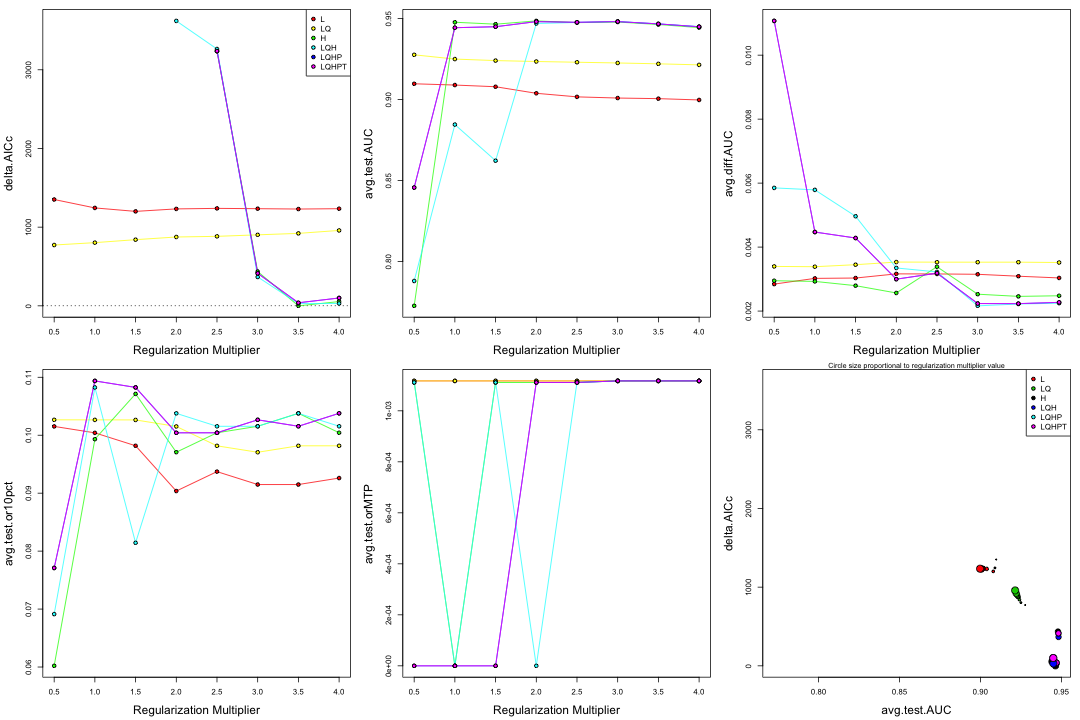 L
LQ
H
LQH
LQHP
LQHPT
delta.AICc
0
1000
2000
3000
0.5 1.0 1.5 2.0 2.5 3.0 3.5 4.0
Regularization Multiplier
avg.test.AUC
0.80
0.85
0.90
0.95
0.5 1.0 1.5 2.0 2.5 3.0 3.5 4.0
Regularization Multiplier
avg.diff.AUC
0.002
0.004
0.006
0.008
0.010
0.5 1.0 1.5 2.0 2.5 3.0 3.5 4.0
Regularization Multiplier
avg.test.or10pct
0.06
0.07
0.08
0.09
0.10
0.11
0.5 1.0 1.5 2.0 2.5 3.0 3.5 4.0
Regularization Multiplier
avg.test.orMTP
0e+00
2e-04
4e-04
6e-04
8e-04
1e-03
0.5 1.0 1.5 2.0 2.5 3.0 3.5 4.0
Regularization Multiplier
Circle size proportional to regularization multiplier value
L
LQ
H
LQH
LQHP
LQHPT
delta.AICc
0
1000
2000
3000
0.80 0.85 0.90 0.95
avg.test.AUC